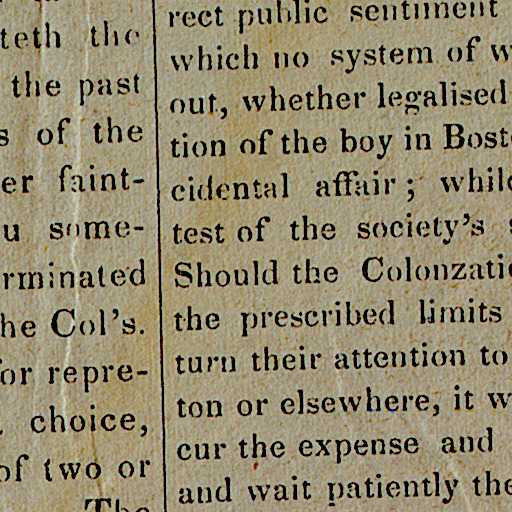 teth the
the past
s of the
er faint-
u some-
rminated
he Col's.
for repre-
choice,
of two or
The
rect public sentiment
which no system of w
out, whether legalised
tion of the boy in Bost
cidental affair; while
test of the society's s
Should the Colonzatio
the prescribed limits
turn their attention to
ton or elsewhere, it w
cur the expense and
and wait patiently the